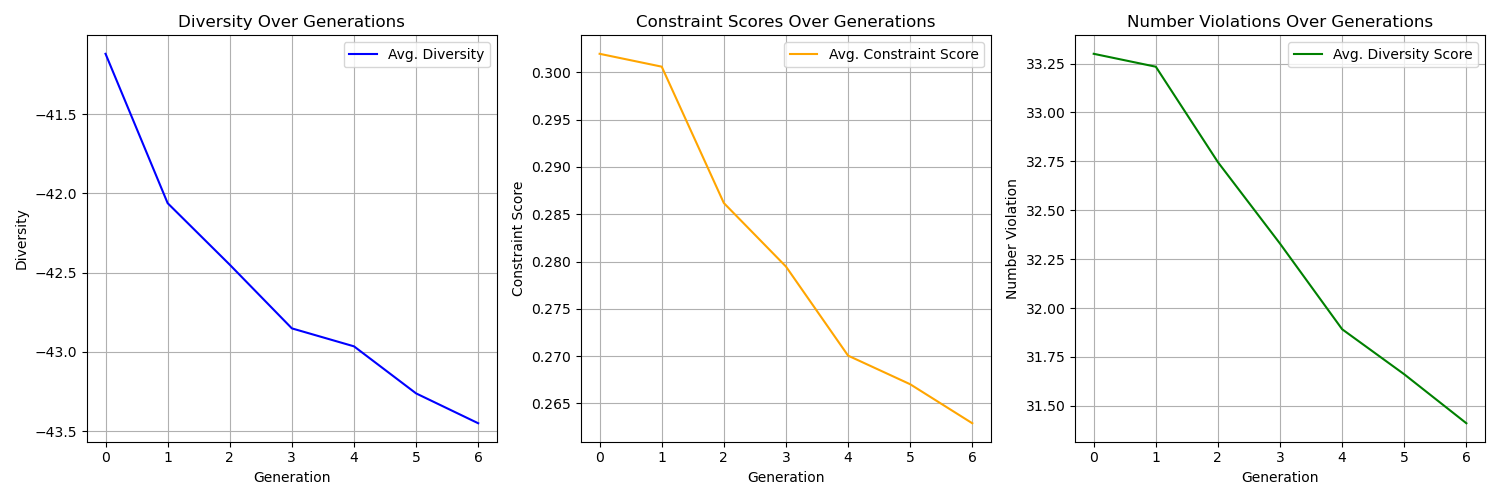 Diversity Over Generations
Avg. Diversity
Diversity
−41.5
−42.0
−42.5
−43.0
−43.5
0 1 2 3 4 5 6
Generation
Constraint Scores Over Generations
Avg. Constraint Score
Constraint Score
0.300
0.295
0.290
0.285
0.280
0.275
0.270
0.265
0 1 2 3 4 5 6
Generation
Number Violations Over Generations
Avg. Diversity Score
Number Violation
33.25
33.00
32.75
32.50
32.25
32.00
31.75
31.50
0 1 2 3 4 5 6
Generation